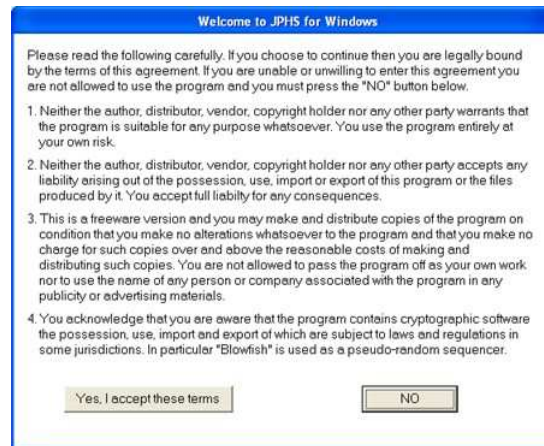 Welcome to JPHS for Windows
Please read the following carefully. If you choose to continue then you are legally bound
by the terms of this agreement. If you are unable or unwilling to enter this agreement you
are not allowed to use the program and you must press the "NO" button below.
1. Neither the author, distributor, vendor, copyright holder nor any other party warrants that
the program is suitable for any purpose whatsoever. You use the program entirely at
your own risk.
2. Neither the author, distributor, vendor, copyright holder nor any other party accepts any
liability arising out of the possession, use, import or export of this program or the files
produced by it. You accept full liabilty for any consequences.
3. This is a freeware version and you may make and distribute copies of the program on
condition that you make no alterations whatsoever to the program and that you make no
charge for such copies over and above the reasonable costs of making and
distributing such copies. You are not allowed to pass the program off as your own work
nor to use the name of any person or company associated with the program in any
publicity or advertising materials.
4. You acknowledge that you are aware that the program contains cryptographic software
the possession, use, import and export of which are subject to laws and regulations in
some jurisdictions. In particular "Blowfish" is used as a pseudo-random sequencer.
Yes, I accept these terms
NO